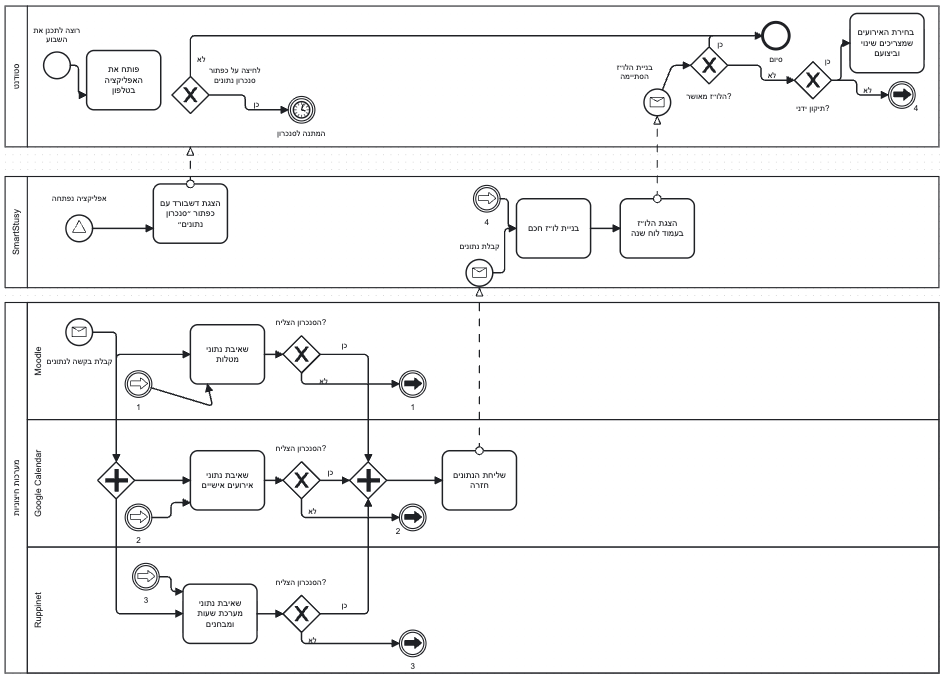 סטודנט
רוצה לתכנן את
השבוע
פותח את
האפליקציה
בטלפון
לא
לחיצה על כפתור
סנכרון נתונים
כן
המתנה לסנכרון
בניית הלו״ז
הסתיימה
כן
הלו״ז מאושר?
לא
סיום
כן
תיקון ידני?
לא
בחירת האירועים
שמצריכים שינוי
וביצועם
4
SmartStusy
אפליקציה נפתחה
הצגת דשבורד עם
כפתור ״סנכרון
נתונים״
4
קבלת נתונים
בניית לו״ז חכם
הצגת הלו״ז
בעמוד לוח שנה
מערכות חיצוניות
Moodle
קבלת בקשה לנתונים
1
שאיבת נתוני
מטלות
הסנכרון הצליח?
כן
לא
1
Google Calendar
2
שאיבת נתוני
אירועים אישיים
הסנכרון הצליח?
כן
לא
2
שליחת הנתונים
חזרה
Ruppinet
3
שאיבת נתוני
מערכת שעות
ומבחנים
הסנכרון הצליח?
כן
לא
3